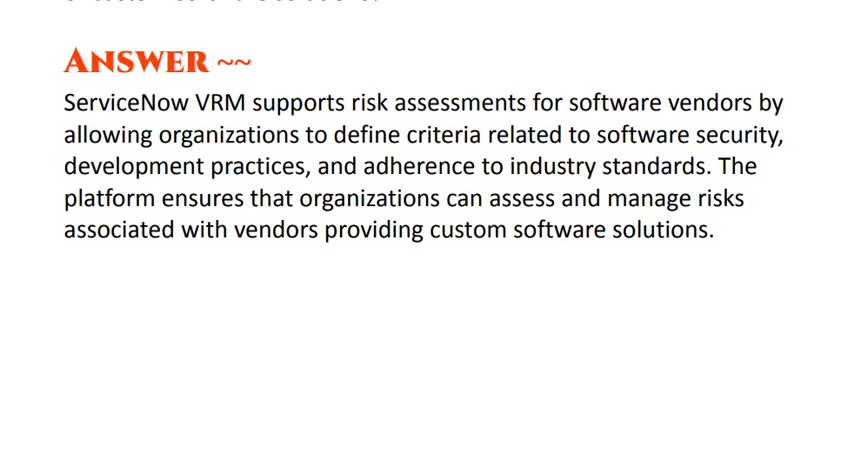 ANSWER ~~
ServiceNow VRM supports risk assessments for software vendors by
allowing organizations to define criteria related to software security,
development practices, and adherence to industry standards. The
platform ensures that organizations can assess and manage risks
associated with vendors providing custom software solutions.